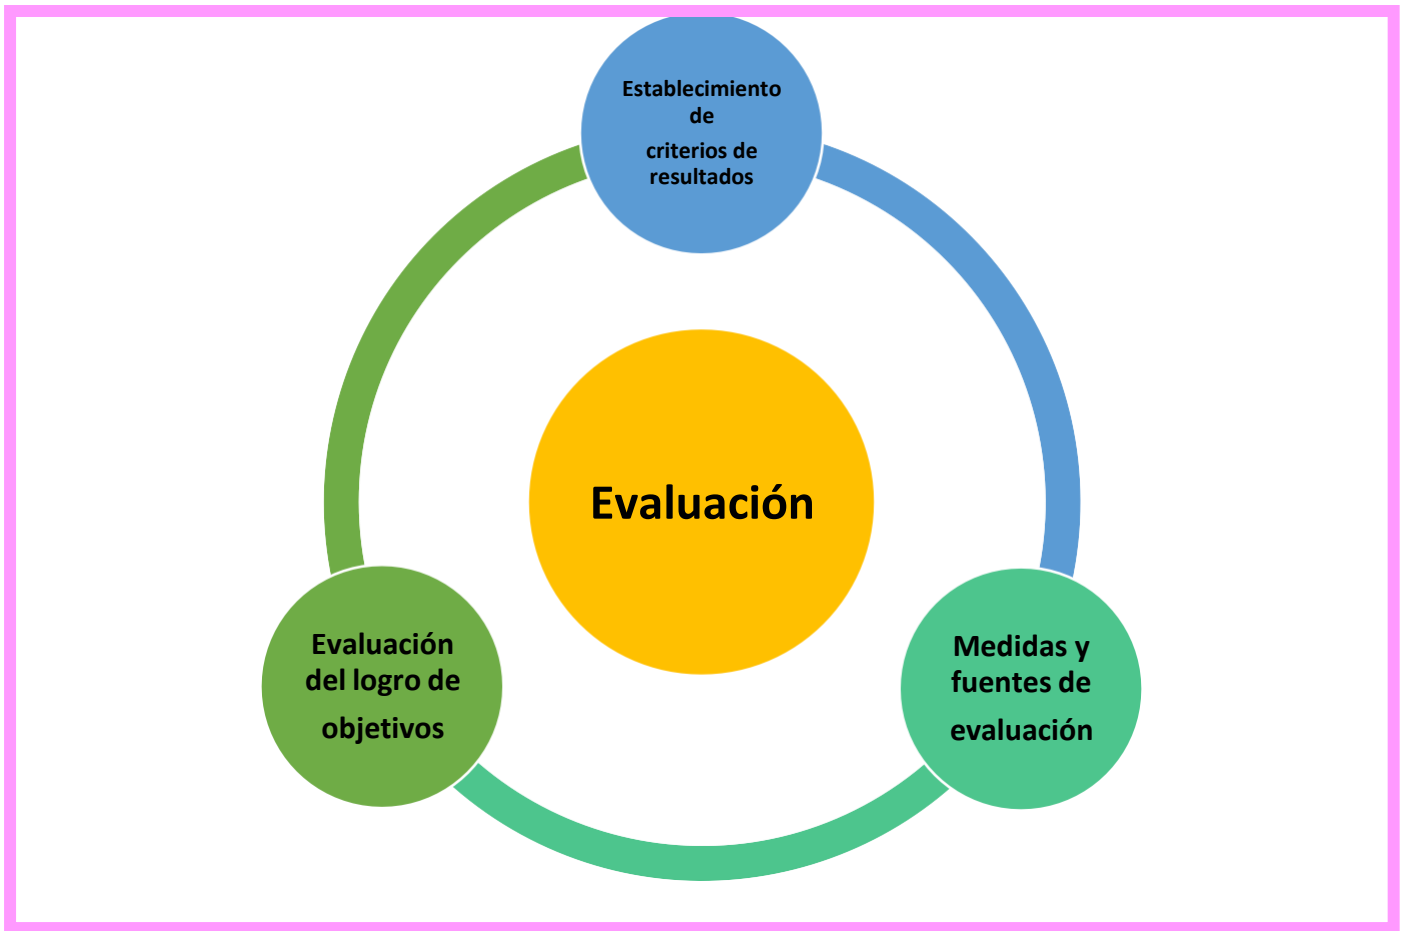 Establecimiento
de
criterios de
resultados
Evaluación
Evaluación
del logro de
objetivos
Medidas y
fuentes de
evaluación